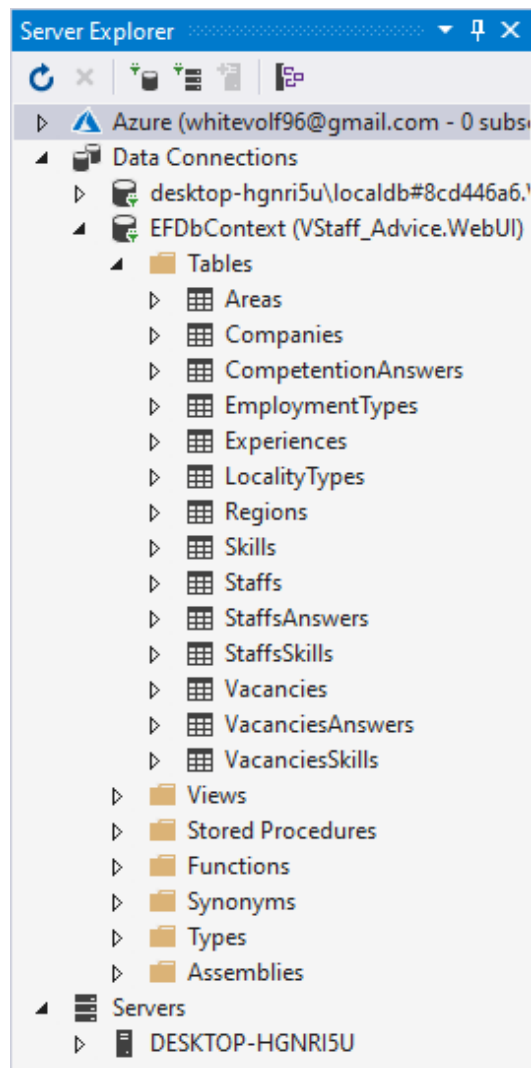 Server Explorer
Azure (whitevolf96@gmail.com - 0 subs
Data Connections
desktop-hgnri5u\localdb#8cd446a6.
EFDbContext (VStaff_Advice.WebUI)
Tables
Areas
Companies
CompetentionAnswers
EmploymentTypes
Experiences
LocalityTypes
Regions
Skills
Staffs
StaffsAnswers
StaffsSkills
Vacancies
VacanciesAnswers
VacanciesSkills
Views
Stored Procedures
Functions
Synonyms
Types
Assemblies
Servers
DESKTOP-HGNRI5U